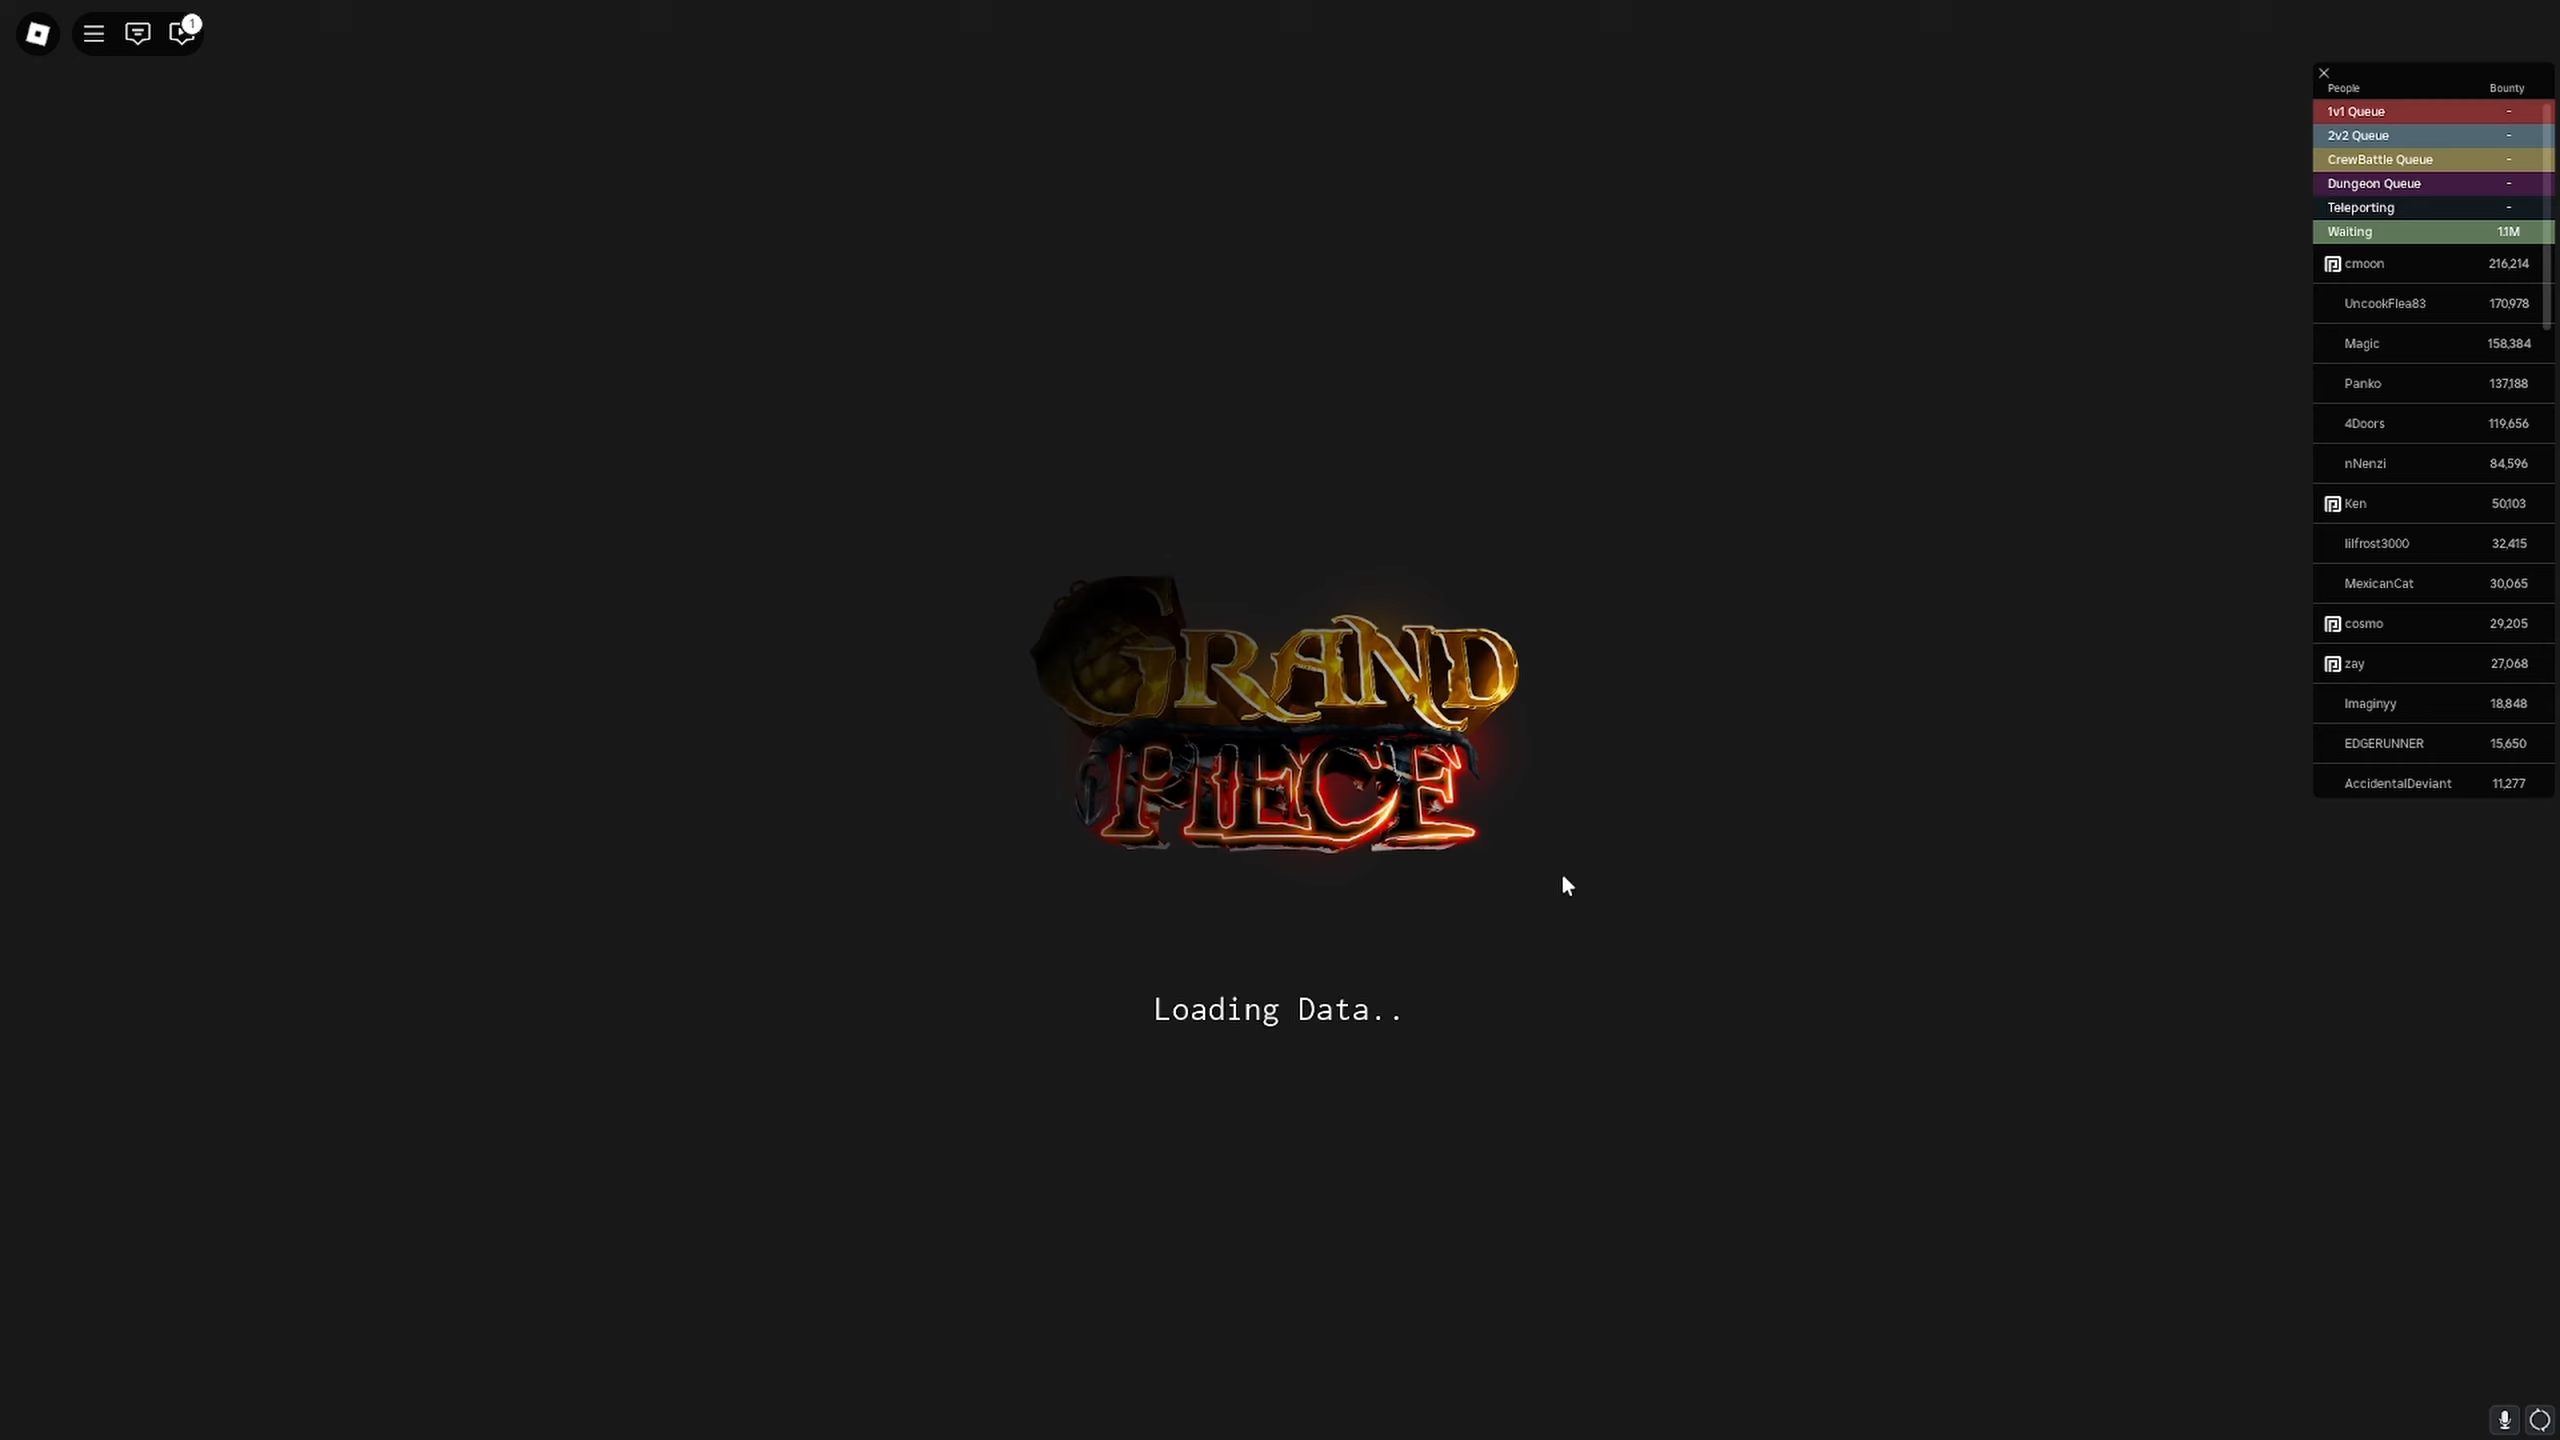 1
People Bounty
1v1 Queue -
2v2 Queue -
CrewBattle Queue -
Dungeon Queue -
Teleporting -
Waiting 1.1M
cmoon 216,214
UncookFlea83 170,978
Magic 158,384
Panko 137,188
4Doors 119,656
nNenzi 84,596
Ken 50,103
lilfrost3000 32,415
MexicanCat 30,065
cosmo 29,205
zay 27,068
Imaginyy 18,848
EDGERUNNER 15,650
AccidentalDeviant 11,277
GRAND
PIECE
Loading Data..